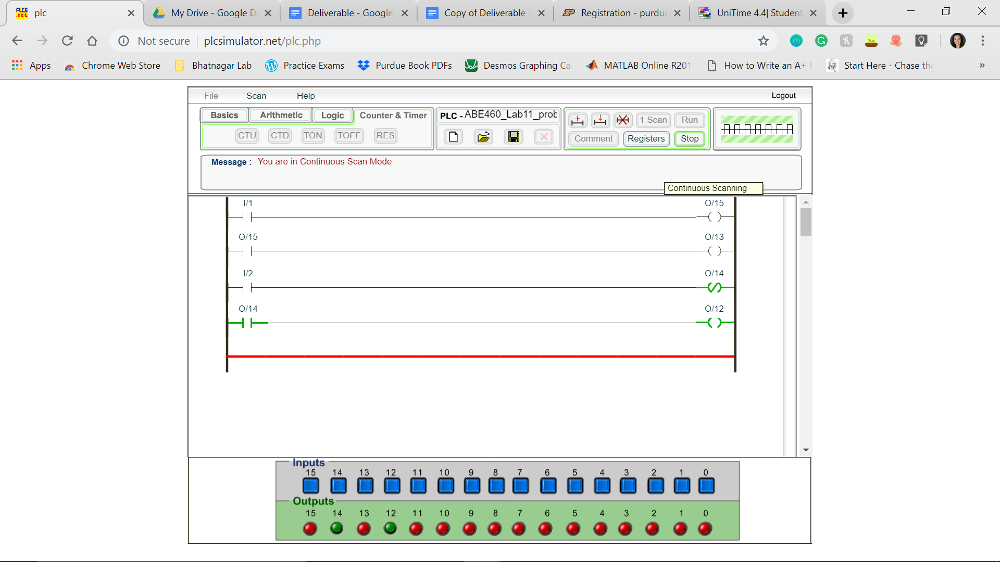 plc
My Drive - Google D
Deliverable - Google
Copy of Deliverable -
Registration - purdue
UniTime 4.4| Student
Not secure
plcsimulator.net/plc.php
Apps
Chrome Web Store
Bhatnagar Lab
Practice Exams
Purdue Book PDFs
Desmos Graphing Ca
MATLAB Online R201
How to Write an A+
Start Here - Chase the
»
File
Scan
Help
Logout
Basics
Arithmetic
Logic
Counter & Timer
PLC - ABE460_Lab11_prob
1 Scan
Run
CTU
CTD
TON
TOFF
RES
Comment
Registers
Stop
Message : You are in Continuous Scan Mode
Continuous Scanning
I/1
O/15
O/15
O/13
I/2
O/14
O/14
O/12
Inputs
15 14 13 12 11 10 9 8 7 6 5 4 3 2 1 0
Outputs
15 14 13 12 11 10 9 8 7 6 5 4 3 2 1 0